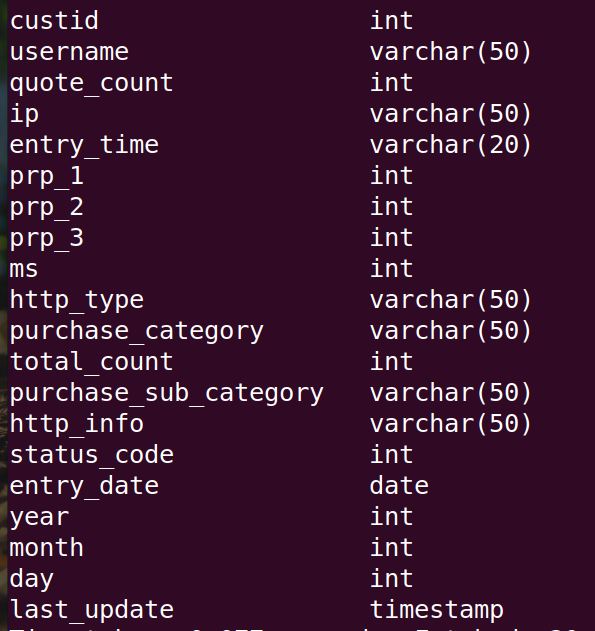 custid int
username varchar(50)
quote_count int
ip varchar(50)
entry_time varchar(20)
prp_1 int
prp_2 int
prp_3 int
ms int
http_type varchar(50)
purchase_category varchar(50)
total_count int
purchase_sub_category varchar(50)
http_info varchar(50)
status_code int
entry_date date
year int
month int
day int
last_update timestamp